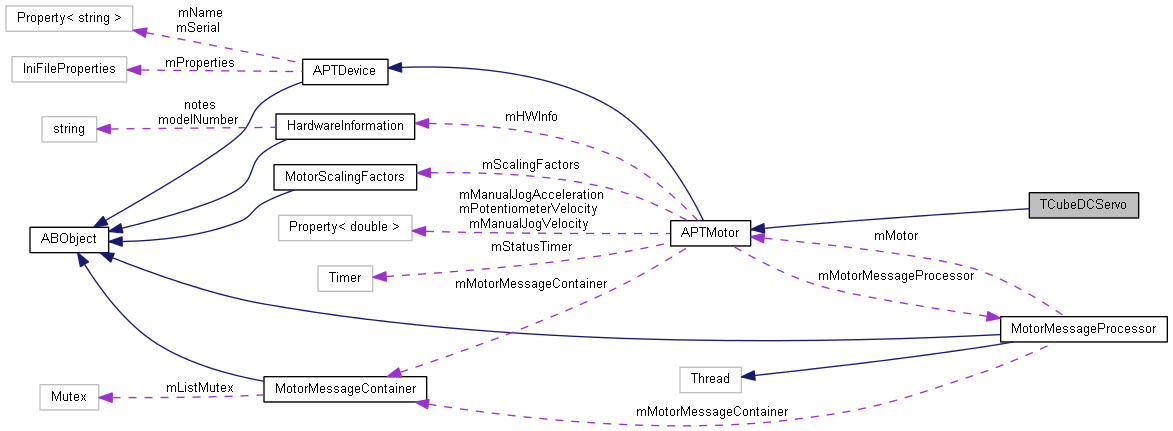 Property< string >
mName
mSerial
IniFileProperties
mProperties
APTDevice
string
notes
modelNumber
HardwareInformation
mHWInfo
MotorScalingFactors
mScalingFactors
mManualJogAcceleration
mPotentiometerVelocity
mManualJogVelocity
Property< double >
ABObject
APTMotor
TCubeDCServo
mStatusTimer
Timer
mMotor
mMotorMessageProcessor
mMotorMessageContainer
MotorMessageProcessor
Thread
Mutex
mListMutex
MotorMessageContainer
mMotorMessageContainer